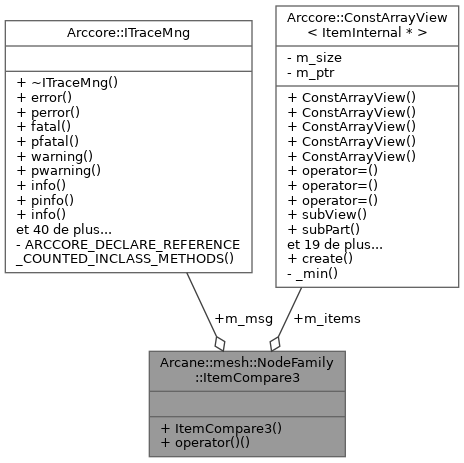 Arccore::ITraceMng
+ ~ITraceMng()
+ error()
+ perror()
+ fatal()
+ pfatal()
+ warning()
+ pwarning()
+ info()
+ pinfo()
+ info()
et 40 de plus...
- ARCCORE_DECLARE_REFERENCE
_COUNTED_INCLASS_METHODS()
Arccore::ConstArrayView
< ItemInternal * >
- m_size
- m_ptr
+ ConstArrayView()
+ ConstArrayView()
+ ConstArrayView()
+ ConstArrayView()
+ ConstArrayView()
+ operator=()
+ operator=()
+ operator=()
+ subView()
+ subPart()
et 19 de plus...
+ create()
- _min()
+m_msg
+m_items
Arcane::mesh::NodeFamily
::ItemCompare3
+ ItemCompare3()
+ operator()()